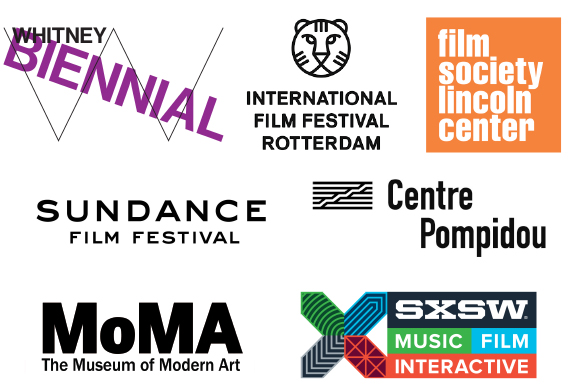 WHITNEY
BIENNIAL
INTERNATIONAL
FILM FESTIVAL
ROTTERDAM
film
society
lincoln
center
SUNDANCE
FILM FESTIVAL
Centre
Pompidou
MoMA
The Museum of Modern Art
SXSW.
MUSIC FILM
INTERACTIVE